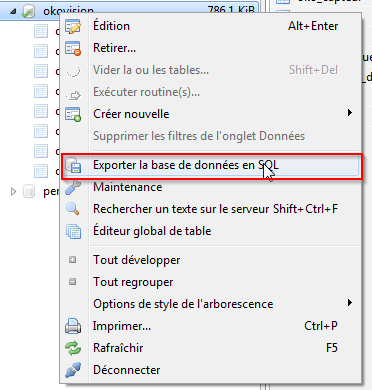 okovision 786,1 KiB
Édition Alt+Enter
Retirer...
Vider la ou les tables... Shift+Del
Exécuter routine(s)...
Créer nouvelle
Supprimer les filtres de l'onglet Données
Exporter la base de données en SQL
Maintenance
Rechercher un texte sur le serveur Shift+Ctrl+F
Éditeur global de table
Tout développer
Tout regrouper
Options de style de l'arborescence
Imprimer... Ctrl+P
Rafraîchir F5
Déconnecter